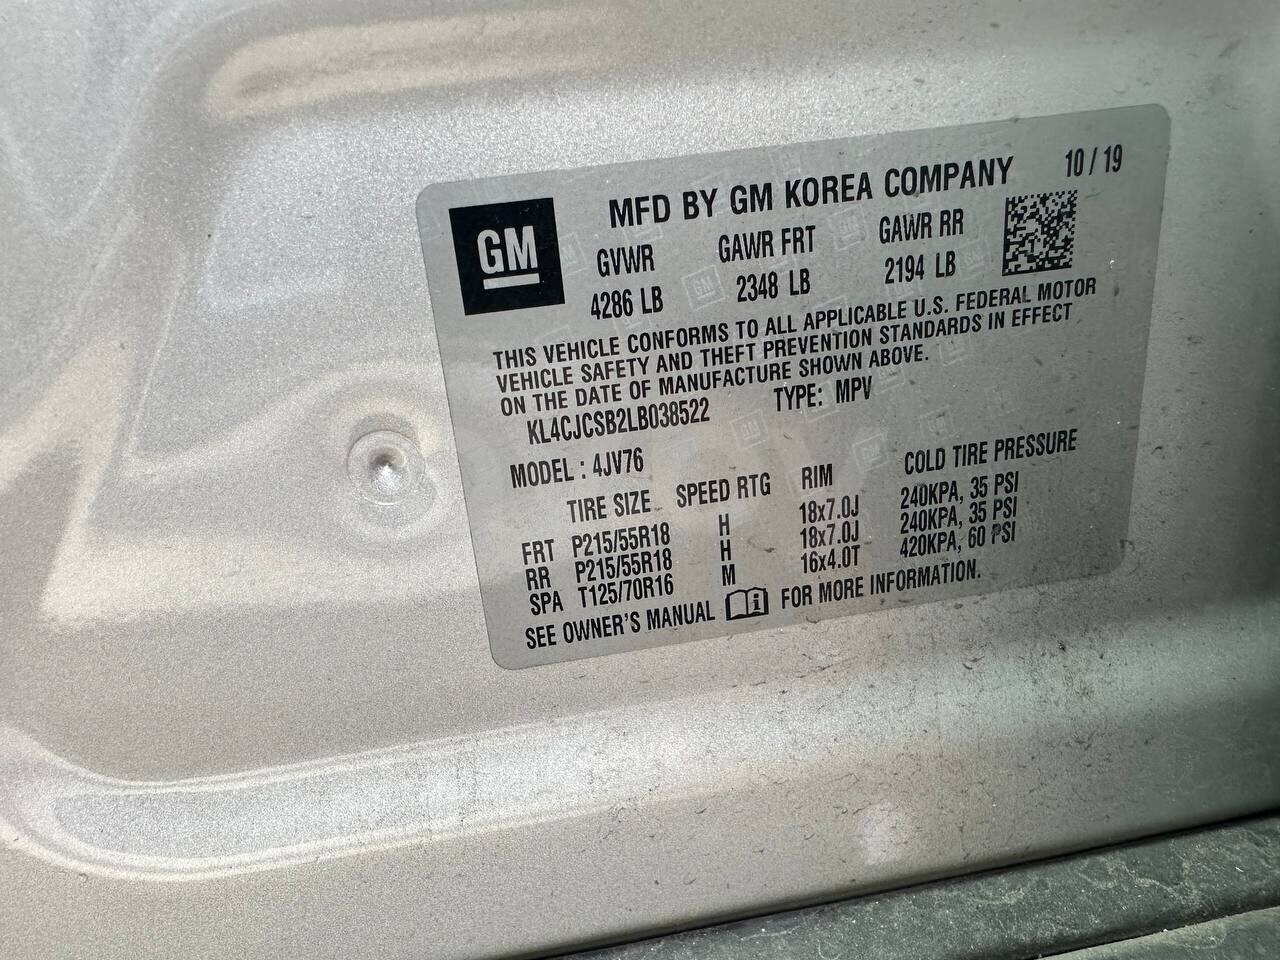 GM
MFD BY GM KOREA COMPANY 10 / 19
GVWR GAWR FRT GAWR RR
4286 LB 2348 LB 2194 LB
THIS VEHICLE CONFORMS TO ALL APPLICABLE U.S. FEDERAL MOTOR
VEHICLE SAFETY AND THEFT PREVENTION STANDARDS IN EFFECT
ON THE DATE OF MANUFACTURE SHOWN ABOVE.
KL4CJCSB2LB038522 TYPE: MPV
MODEL : 4JV76
TIRE SIZE SPEED RTG RIM COLD TIRE PRESSURE
FRT P215/55R18 H 18x7.0J 240KPA, 35 PSI
RR P215/55R18 H 18x7.0J 240KPA, 35 PSI
SPA T125/70R16 M 16x4.0T 420KPA, 60 PSI
SEE OWNER'S MANUAL FOR MORE INFORMATION.